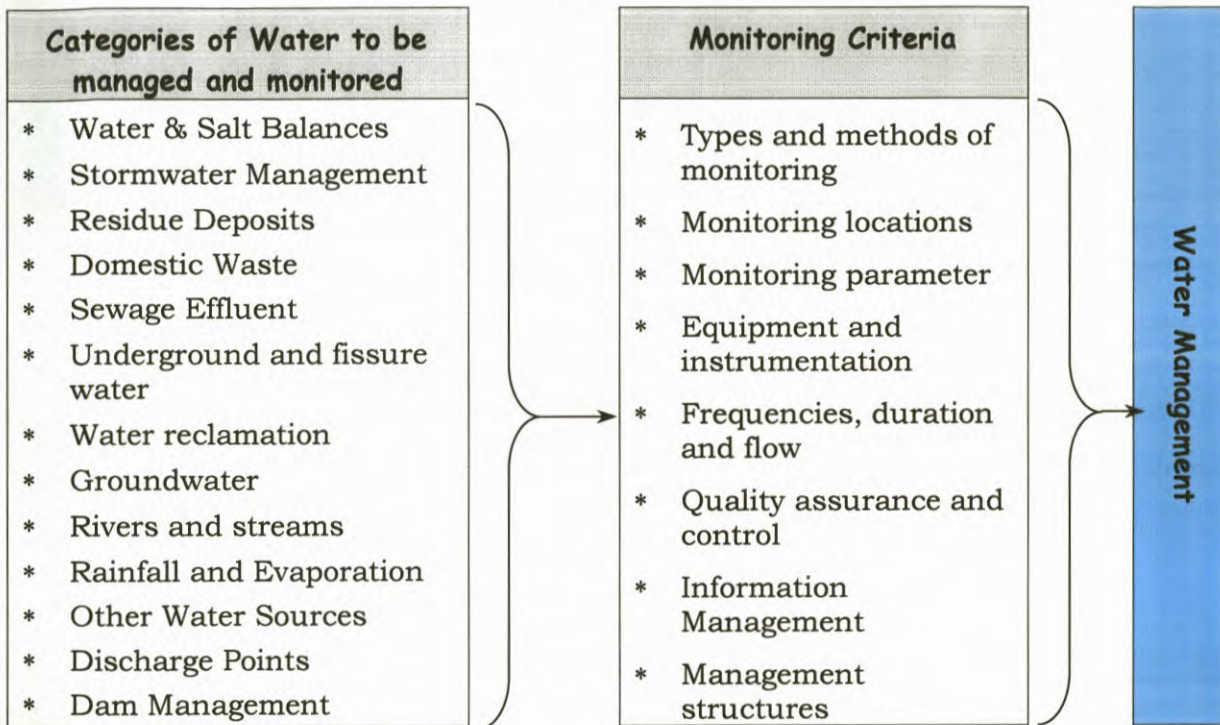 Categories of Water to be
managed and monitored
* Water & Salt Balances
* Stormwater Management
* Residue Deposits
* Domestic Waste
* Sewage Effluent
* Underground and fissure
water
* Water reclamation
* Groundwater
* Rivers and streams
* Rainfall and Evaporation
* Other Water Sources
* Discharge Points
* Dam Management
Monitoring Criteria
* Types and methods of
monitoring
* Monitoring locations
* Monitoring parameter
* Equipment and
instrumentation
* Frequencies, duration
and flow
* Quality assurance and
control
* Information
Management
* Management
structures
Water Management